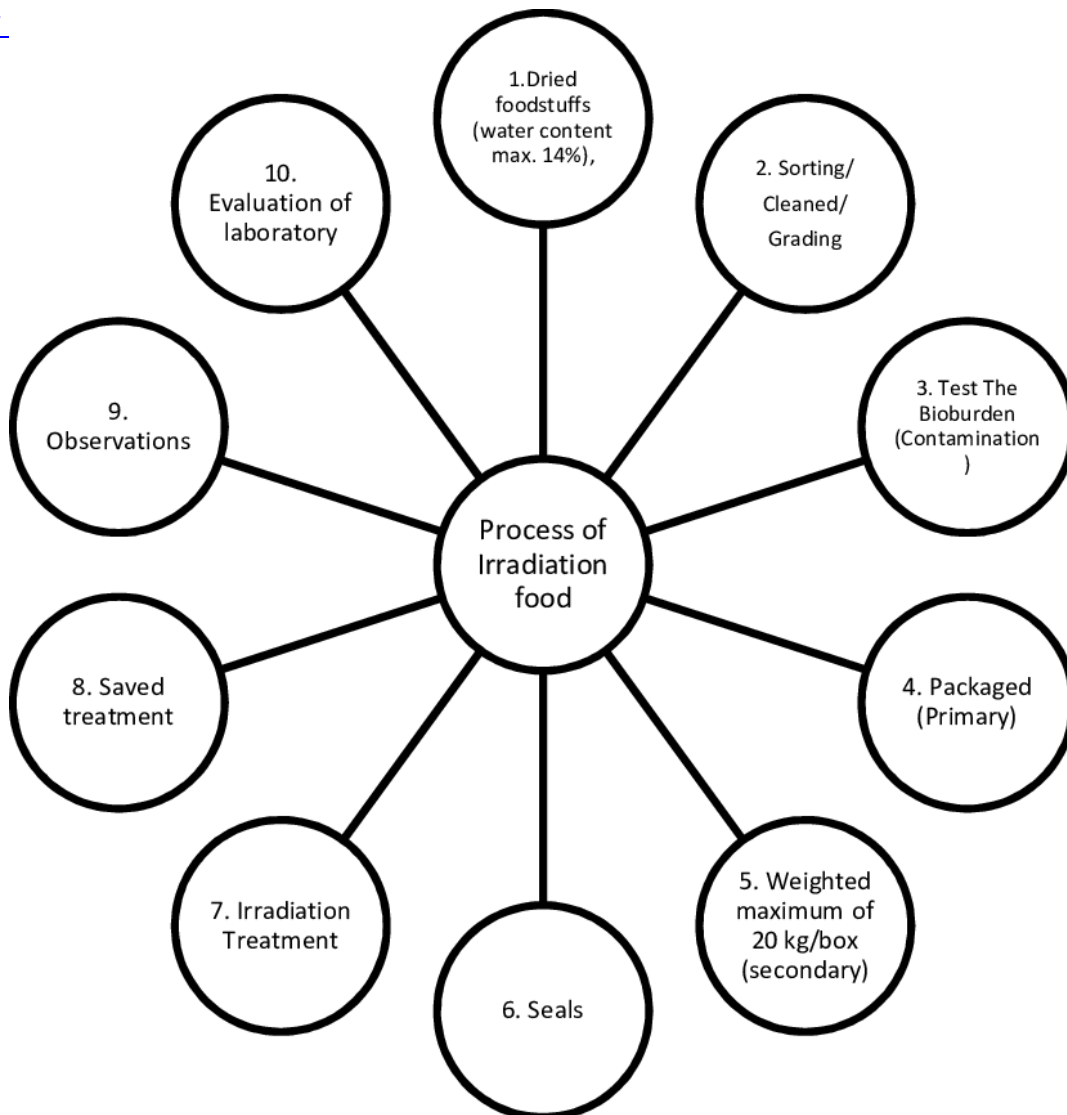 1.Dried
foodstuffs
(water content
max. 14%),
2. Sorting/
Cleaned/
Grading
3. Test The
Bioburden
(Contamination
)
4. Packaged
(Primary)
5. Weighted
maximum of
20 kg/box
(secondary)
6. Seals
7. Irradiation
Treatment
8. Saved
treatment
9.
Observations
10.
Evaluation of
laboratory
Process of
Irradiation
food